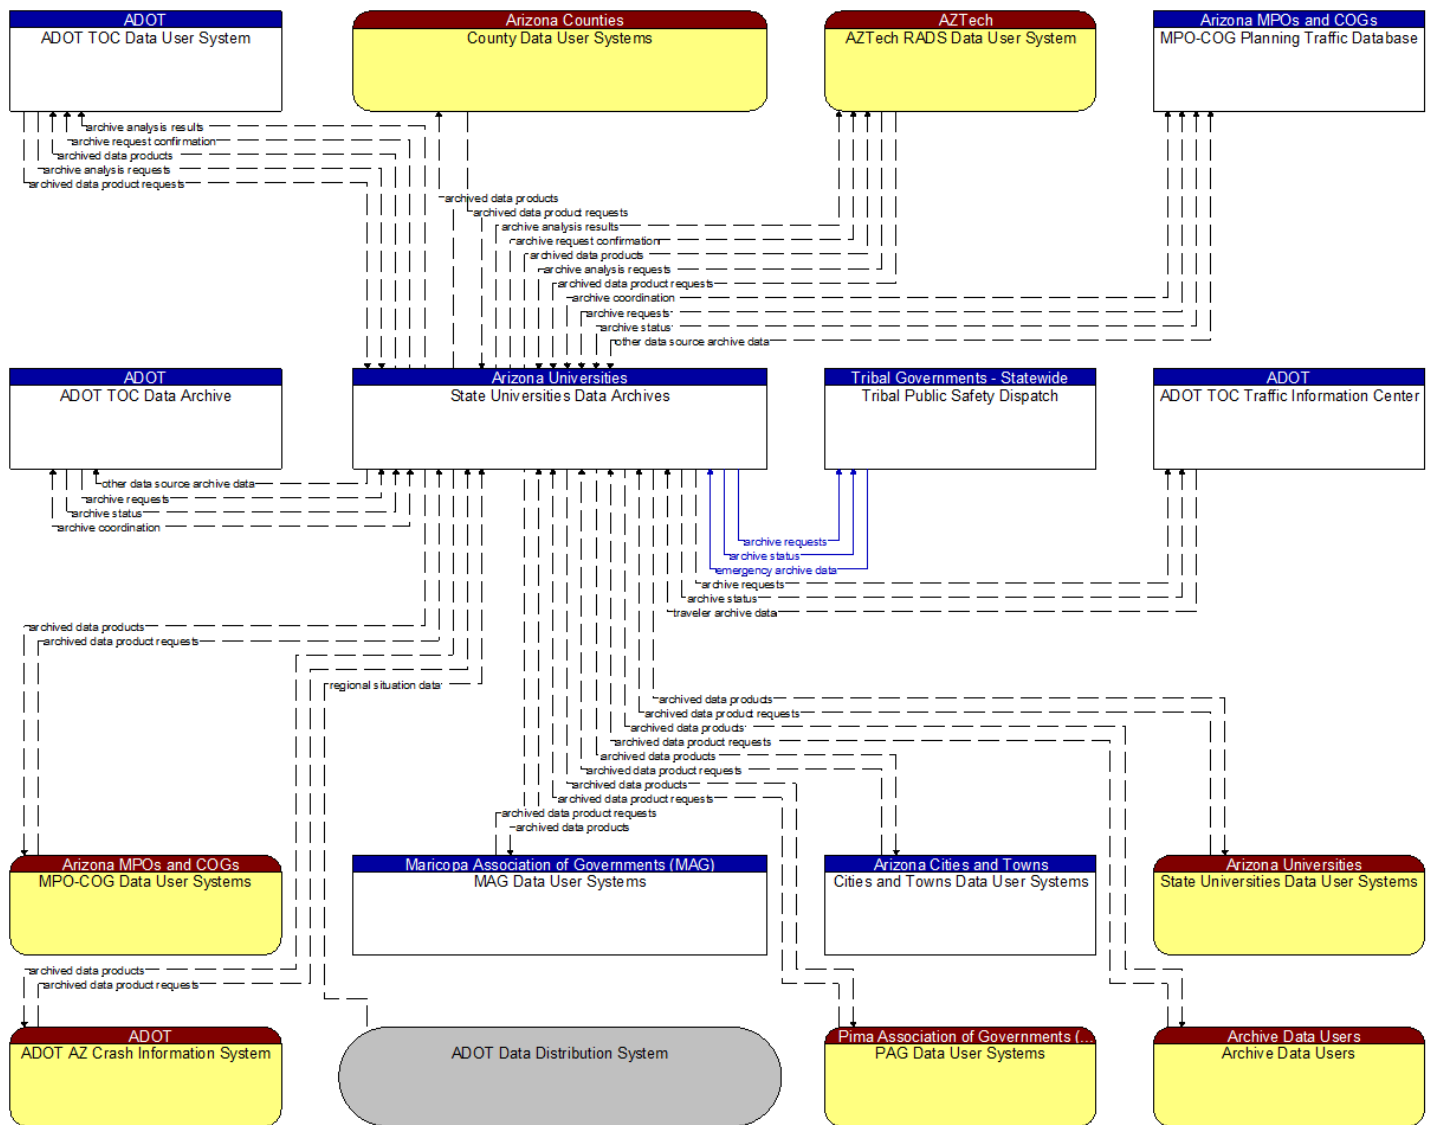 ADOT
ADOT TOC Data User System
Arizona Counties
County Data User Systems
AZTech
AZTech RADS Data User System
Arizona MPOs and COGs
MPO-COG Planning Traffic Database
archive analysis results
archive request confirmation
archived data products
archive analysis requests
archived data product requests
archived data products
archived data product requests
archive analysis results
archive request confirmation
archived data products
archive analysis requests
archived data product requests
archive coordination
archive requests
archive status
other data source archive data
ADOT
ADOT TOC Data Archive
Arizona Universities
State Universities Data Archives
Tribal Governments - Statewide
Tribal Public Safety Dispatch
ADOT
ADOT TOC Traffic Information Center
other data source archive data
archive requests
archive status
archive coordination
archive requests
archive status
emergency archive data
archive requests
archive status
traveler archive data
archived data products
archived data product requests
regional situation data
archived data products
archived data product requests
archived data products
archived data product requests
archived data products
archived data product requests
archived data products
archived data product requests
archived data product requests
archived data products
Arizona MPOs and COGs
MPO-COG Data User Systems
Maricopa Association of Governments (MAG)
MAG Data User Systems
Arizona Cities and Towns
Cities and Towns Data User Systems
Arizona Universities
State Universities Data User Systems
archived data products
archived data product requests
ADOT
ADOT AZ Crash Information System
ADOT Data Distribution System
Pima Association of Governments (...
PAG Data User Systems
Archive Data Users
Archive Data Users